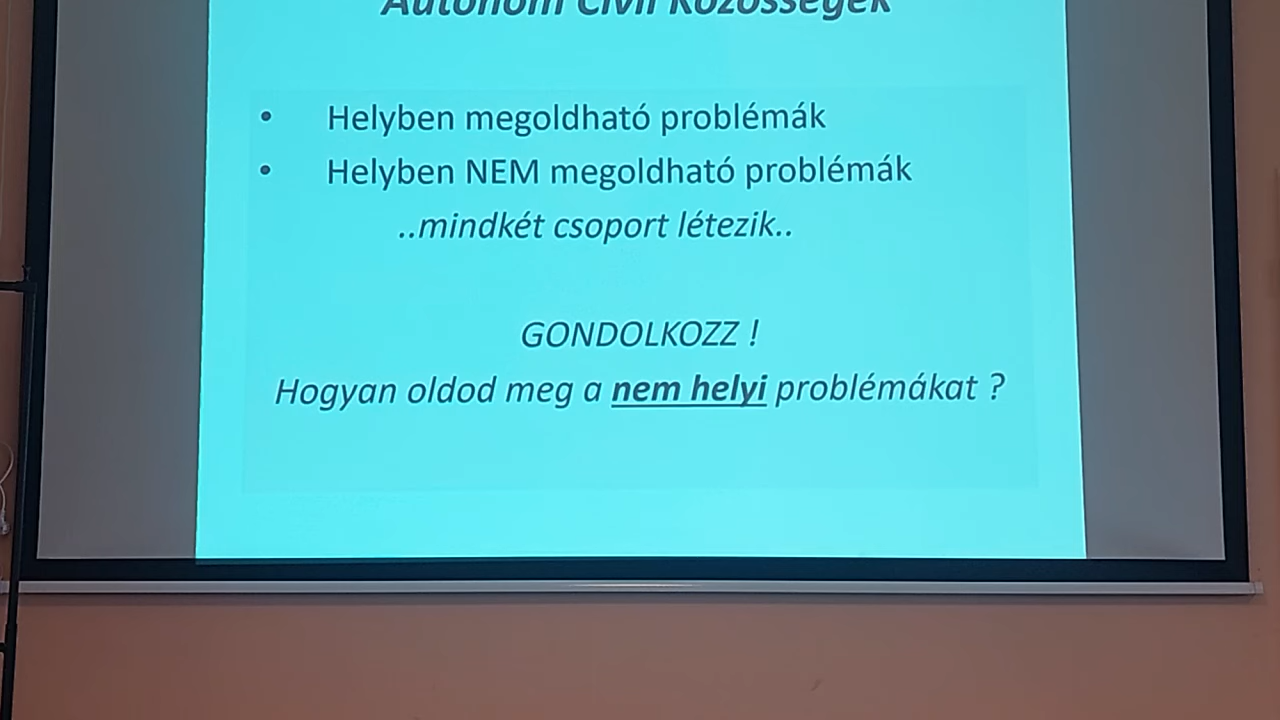 Autonóm Civil Közösségek
• Helyben megoldható problémák
• Helyben NEM megoldható problémák
..mindkét csoport létezik..
GONDOLKOZZ !
Hogyan oldod meg a nem helyi problémákat ?